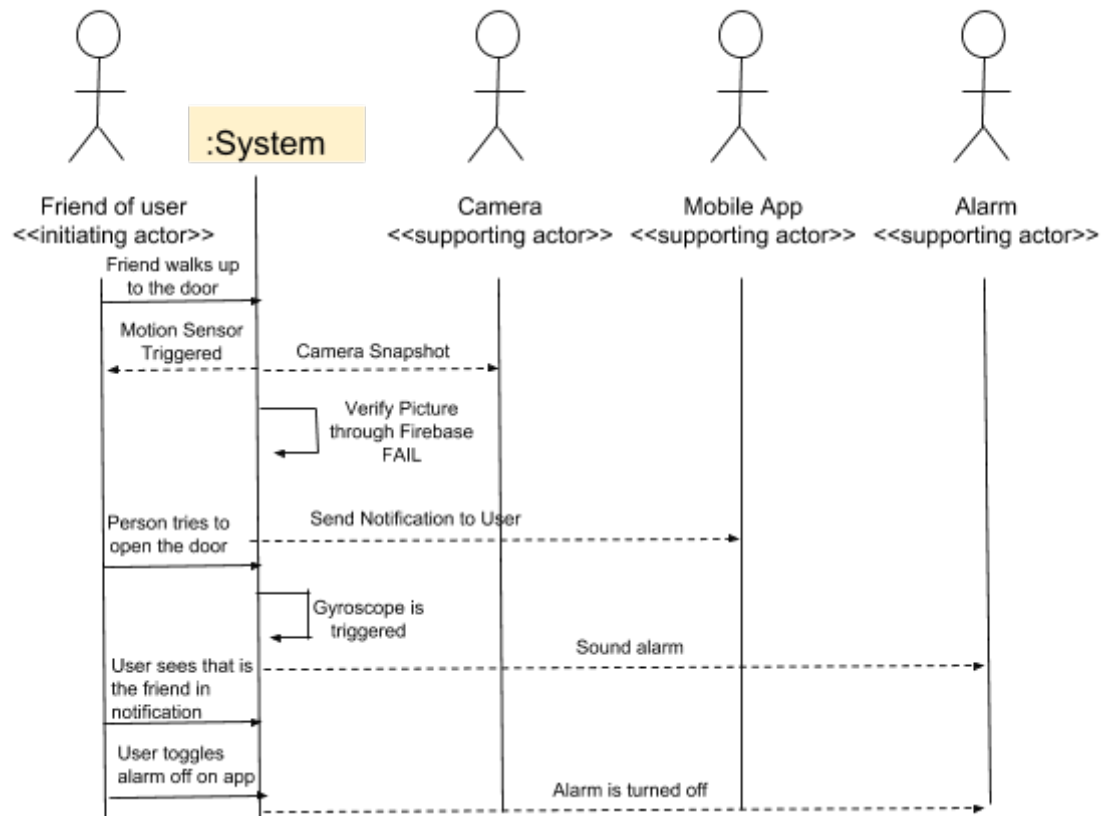 :System
Friend of user
<<initiating actor>>
Camera
<<supporting actor>>
Mobile App
<<supporting actor>>
Alarm
<<supporting actor>>
Friend walks up
to the door
Motion Sensor
Triggered
Camera Snapshot
Verify Picture
through Firebase
FAIL
Send Notification to User
Person tries to
open the door
Gyroscope is
triggered
Sound alarm
User sees that is
the friend in
notification
User toggles
alarm off on app
Alarm is turned off